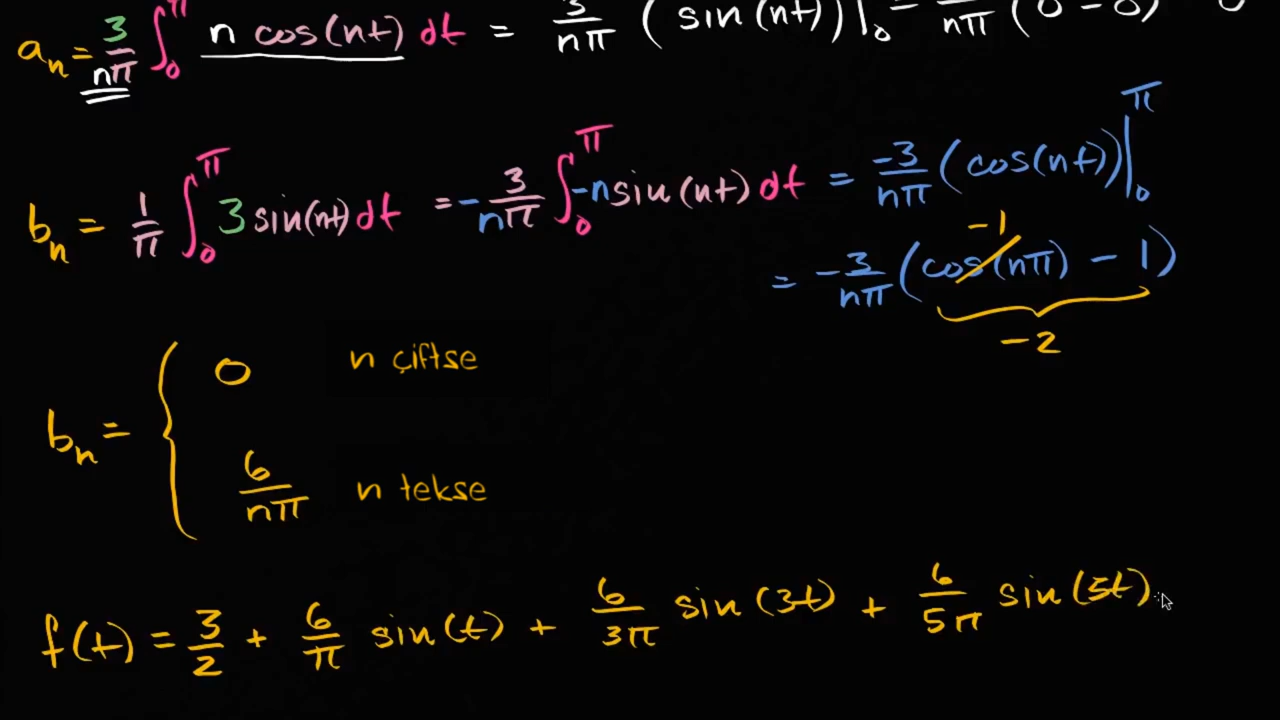 aₙ = 3/(nπ) ∫₀^π n cos(nt) dt = 3/(nπ) (sin(nt)|₀ = /(nπ) (0 - 0) 0
bₙ = 1/π ∫₀^π 3 sin(nt) dt = - 3/(nπ) ∫₀^π -n sin(nt) dt = -3/(nπ) (cos(nt))|₀^π
-1
= -3/(nπ) (cos(nπ) - 1)
-2
bₙ = { 0 n çiftse
6/(nπ) n tekse
f(t) = 3/2 + 6/π sin(t) + 6/(3π) sin(3t) + 6/(5π) sin(5t)